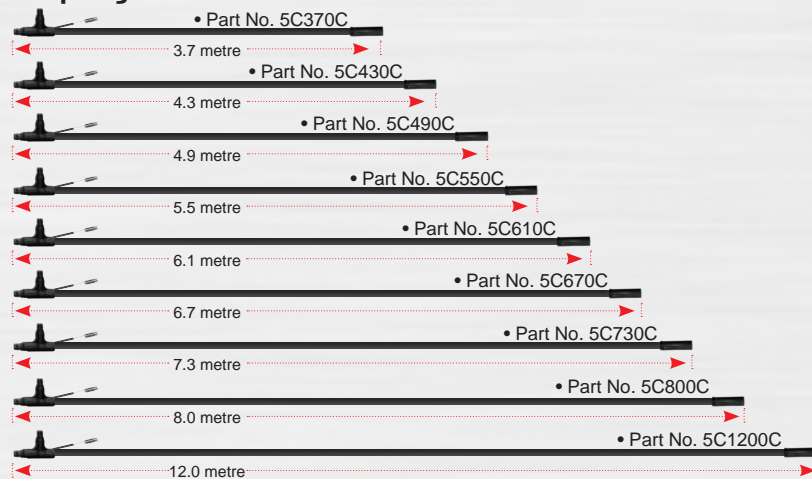 • Part No. 5C370C
3.7 metre
• Part No. 5C430C
4.3 metre
• Part No. 5C490C
4.9 metre
• Part No. 5C550C
5.5 metre
• Part No. 5C610C
6.1 metre
• Part No. 5C670C
6.7 metre
• Part No. 5C730C
7.3 metre
• Part No. 5C800C
8.0 metre
• Part No. 5C1200C
12.0 metre